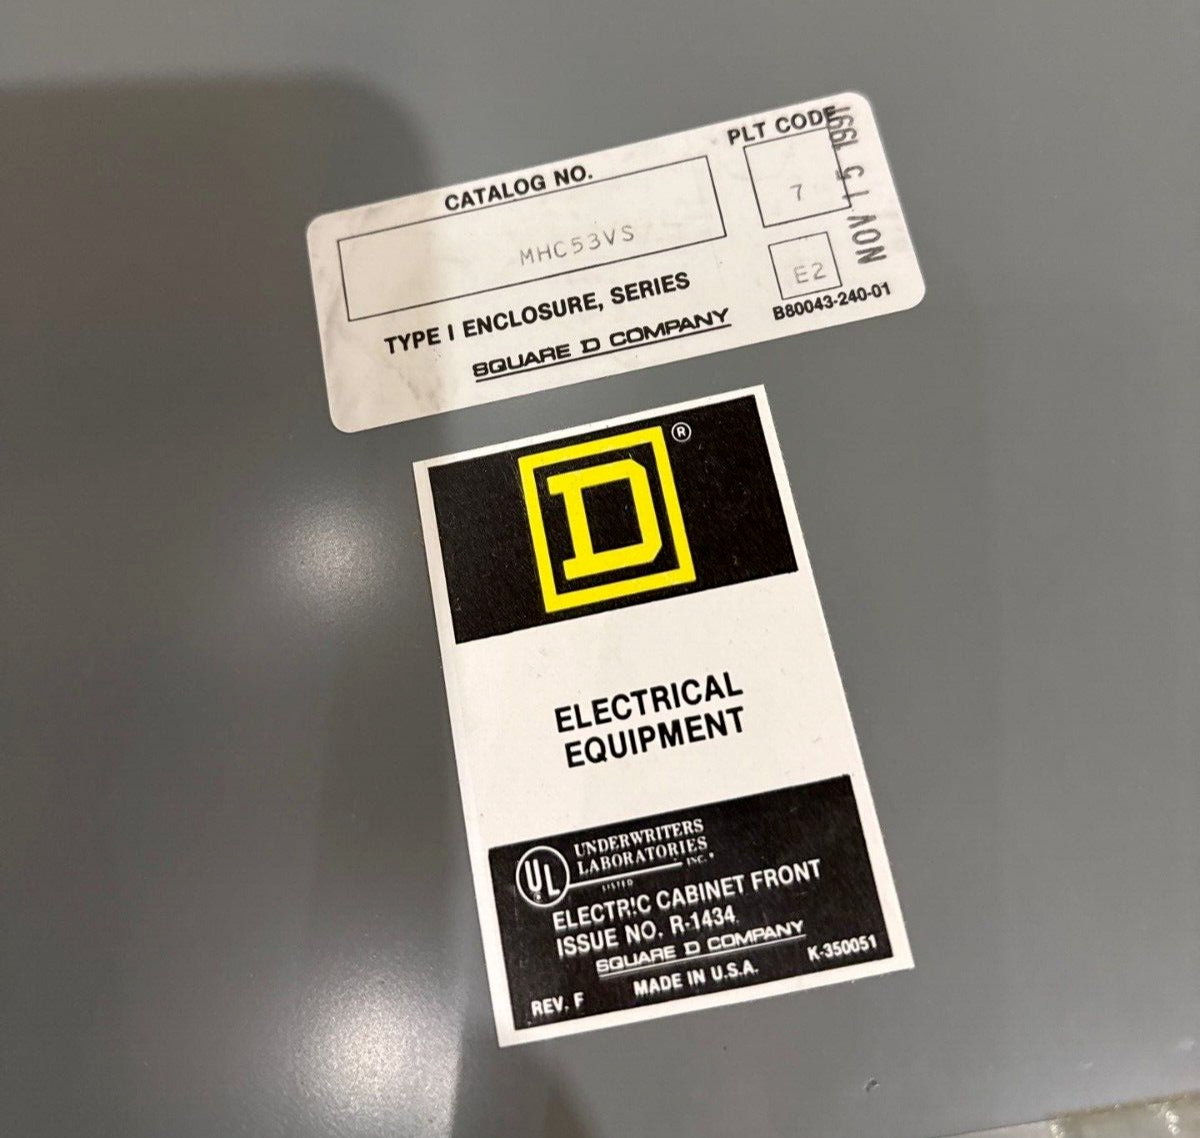 CATALOG NO.
MHC53VS
TYPE I ENCLOSURE, SERIES
SQUARE D COMPANY
PLT CODE
7
E2
B80043-240-01
NOV 15 1991
D ®
ELECTRICAL
EQUIPMENT
UL
UNDERWRITERS
LABORATORIES
INC.®
LISTED
ELECTRIC CABINET FRONT
ISSUE NO. R-1434
SQUARE D COMPANY
K-350051
REV. F MADE IN U.S.A.